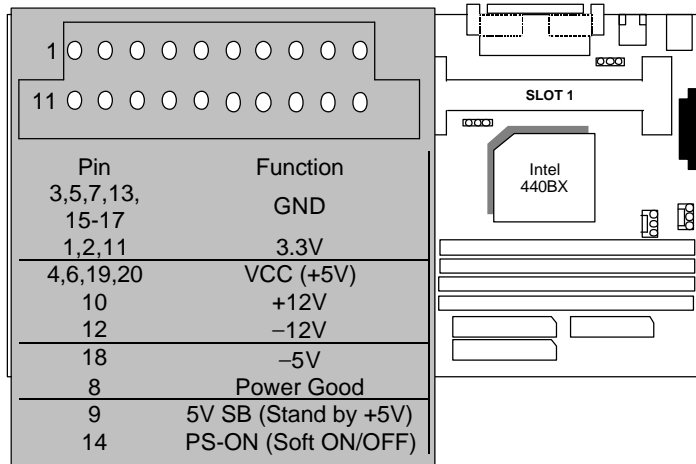 1
11
SLOT 1
Intel
440BX
Pin Function
3,5,7,13,
15-17 GND
1,2,11 3.3V
4,6,19,20 VCC (+5V)
10 +12V
12 −12V
18 −5V
8 Power Good
9 5V SB (Stand by +5V)
14 PS-ON (Soft ON/OFF)